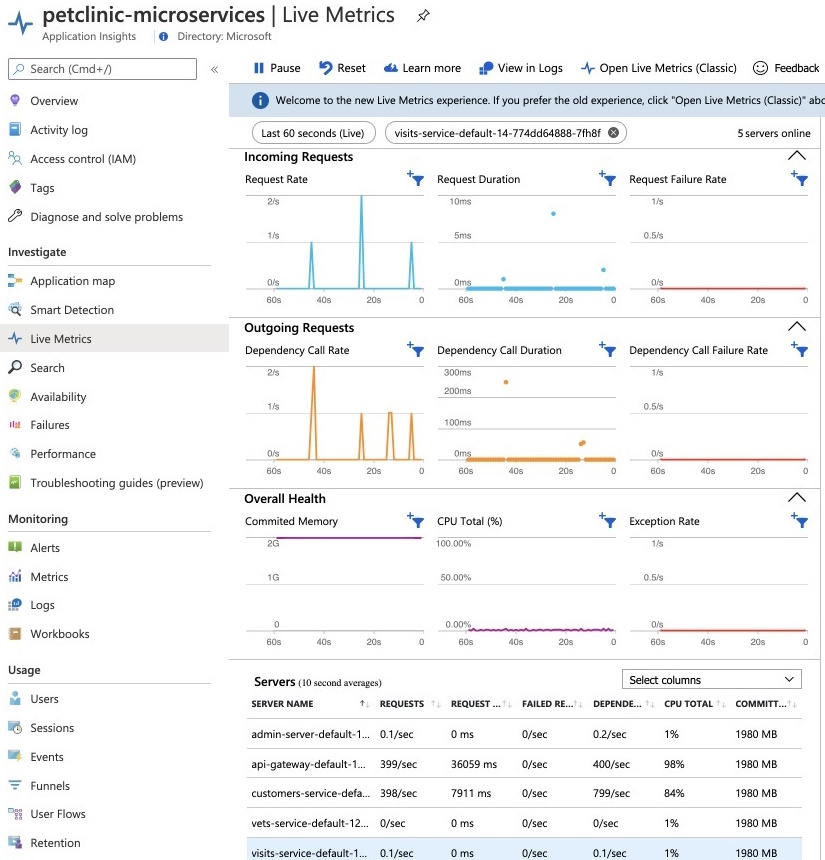 petclinic-microservices | Live Metrics
Application Insights Directory: Microsoft
Search (Cmd+/)
«
Overview
Activity log
Access control (IAM)
Tags
Diagnose and solve problems
Investigate
Application map
Smart Detection
Live Metrics
Search
Availability
Failures
Performance
Troubleshooting guides (preview)
Monitoring
Alerts
Metrics
Logs
Workbooks
Usage
Users
Sessions
Events
Funnels
User Flows
Retention
Pause Reset Learn more View in Logs Open Live Metrics (Classic) Feedback
Welcome to the new Live Metrics experience. If you prefer the old experience, click "Open Live Metrics (Classic)" abo
Last 60 seconds (Live) visits-service-default-14-774dd64888-7fh8f 5 servers online
Incoming Requests
Request Rate
2/s
1/s
0/s
60s 40s 20s 0
Request Duration
10ms
5ms
0ms
60s 40s 20s 0
Request Failure Rate
1/s
0.5/s
0/s
60s 40s 20s 0
Outgoing Requests
Dependency Call Rate
2/s
1/s
0/s
60s 40s 20s 0
Dependency Call Duration
300ms
200ms
100ms
0ms
60s 40s 20s 0
Dependency Call Failure Rate
1/s
0.5/s
0/s
60s 40s 20s 0
Overall Health
Commited Memory
2G
1G
0
60s 40s 20s 0
CPU Total (%)
100.00%
50.00%
0.00%
60s 40s 20s 0
Exception Rate
1/s
0.5/s
0/s
60s 40s 20s 0
Servers (10 second averages) Select columns
SERVER NAME REQUESTS REQUEST ... FAILED RE... DEPENDE... CPU TOTAL COMMITT...
admin-server-default-1... 0.1/sec 0 ms 0/sec 0.2/sec 1% 1980 MB
api-gateway-default-1... 399/sec 36059 ms 0/sec 400/sec 98% 1980 MB
customers-service-defa... 398/sec 7911 ms 0/sec 799/sec 84% 1980 MB
vets-service-default-12... 0/sec 0 ms 0/sec 0/sec 1% 1980 MB
visits-service-default-1... 0.1/sec 0 ms 0/sec 0.1/sec 1% 1980 MB